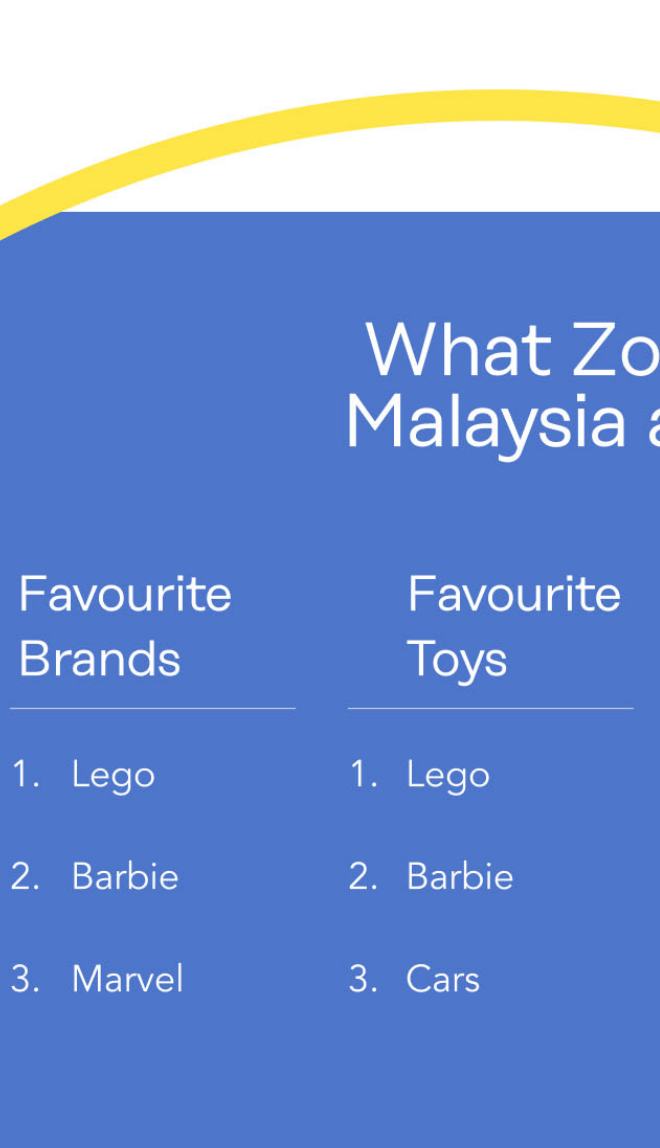 What Zo
Malaysia a
Favourite
Brands
1. Lego
2. Barbie
3. Marvel
Favourite
Toys
1. Lego
2. Barbie
3. Cars